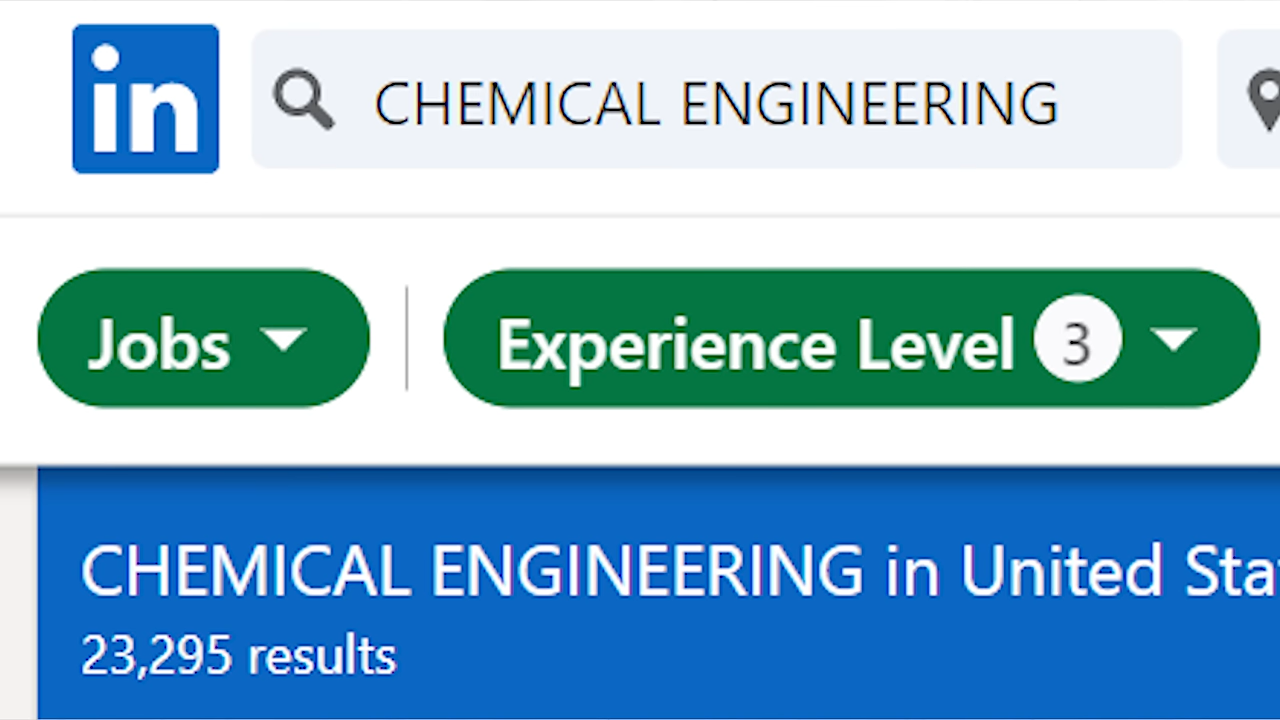 in
CHEMICAL ENGINEERING
Jobs
Experience Level 3
CHEMICAL ENGINEERING in United Sta
23,295 results